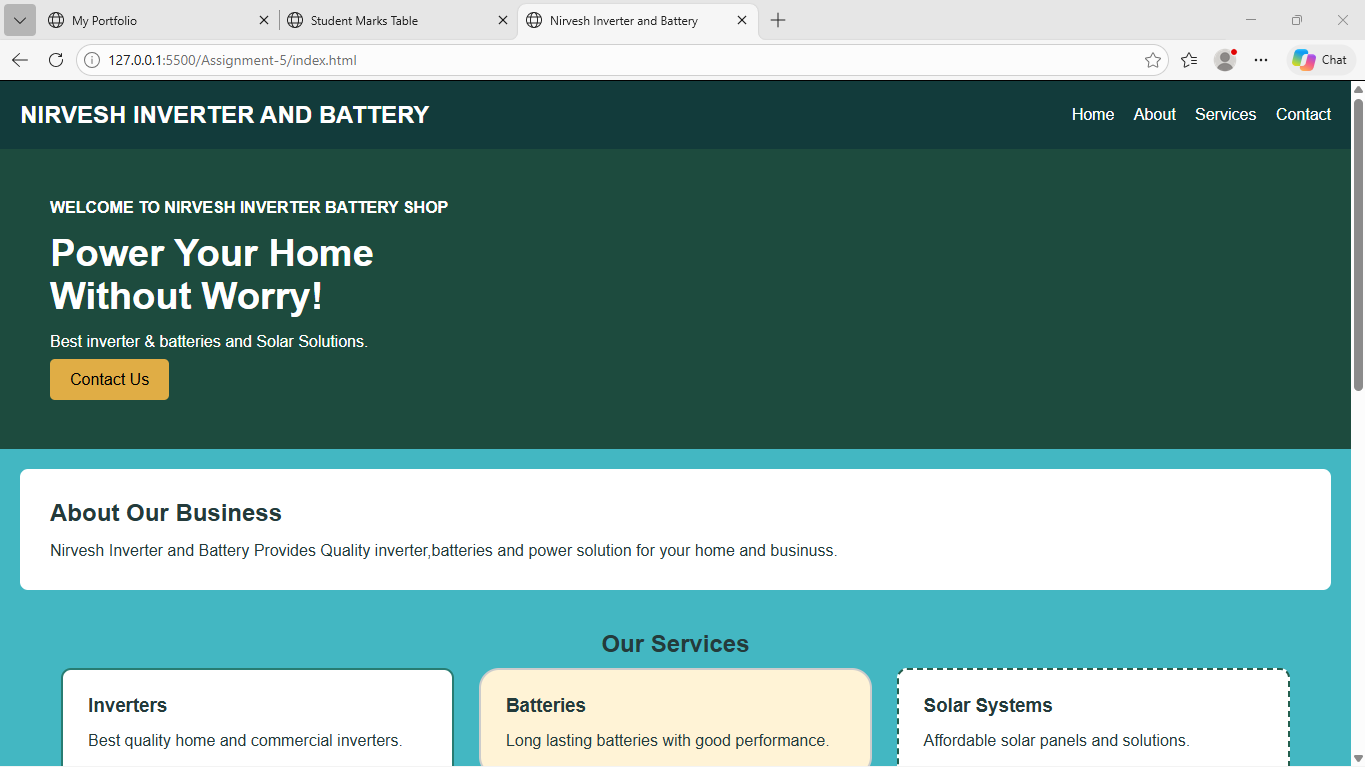 My Portfolio
Student Marks Table
Nirvesh Inverter and Battery
127.0.0.1:5500/Assignment-5/index.html
Chat
NIRVESH INVERTER AND BATTERY
Home About Services Contact
WELCOME TO NIRVESH INVERTER BATTERY SHOP
Power Your Home
Without Worry!
Best inverter & batteries and Solar Solutions.
Contact Us
About Our Business
Nirvesh Inverter and Battery Provides Quality inverter,batteries and power solution for your home and businuss.
Our Services
Inverters
Best quality home and commercial inverters.
Batteries
Long lasting batteries with good performance.
Solar Systems
Affordable solar panels and solutions.